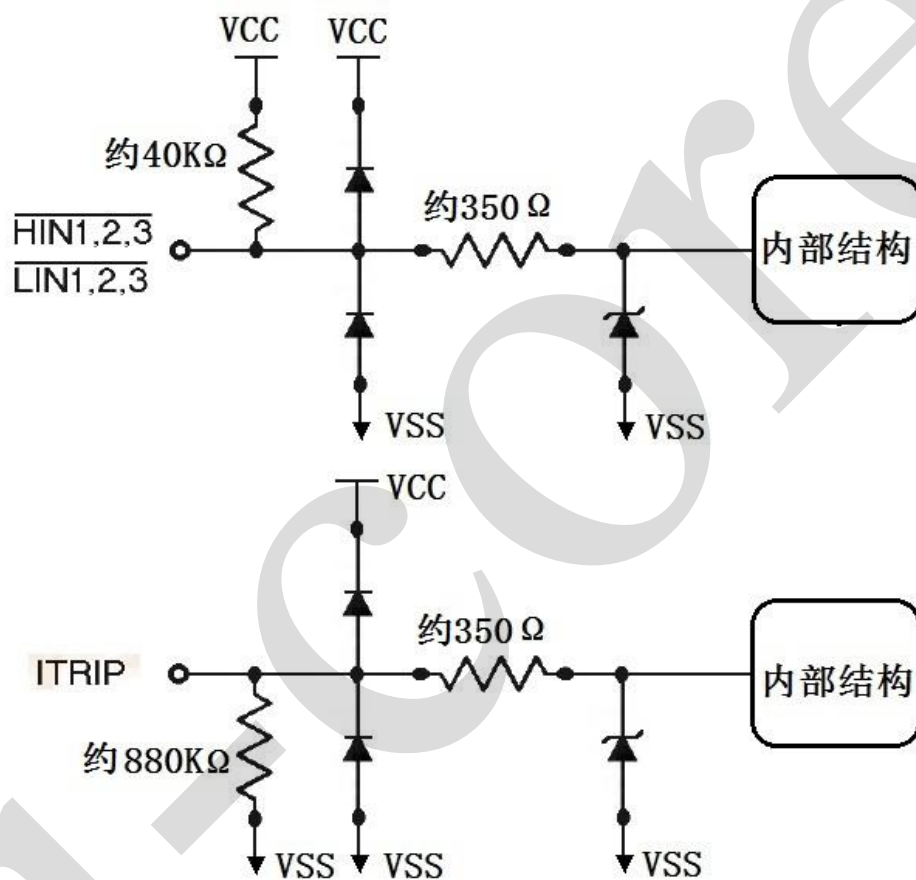 VCC VCC
约40KΩ
约350Ω
HIN1,2,3
LIN1,2,3
内部结构
VSS
VSS
VCC
约350Ω
ITRIP
内部结构
约880KΩ
VSS
VSS
VSS